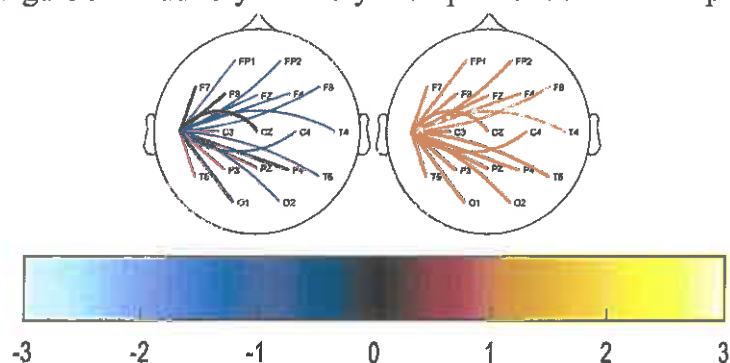 FP1 FP2 FP1 FP2
F7 F3 FZ F4 F8 F7 F3 FZ F4 F8
C3 CZ C4 T4 C3 CZ C4 T4
T5 P3 PZ P4 T6 T5 P3 PZ P4 T6
O1 O2 O1 O2
-3 -2 -1 0 1 2 3